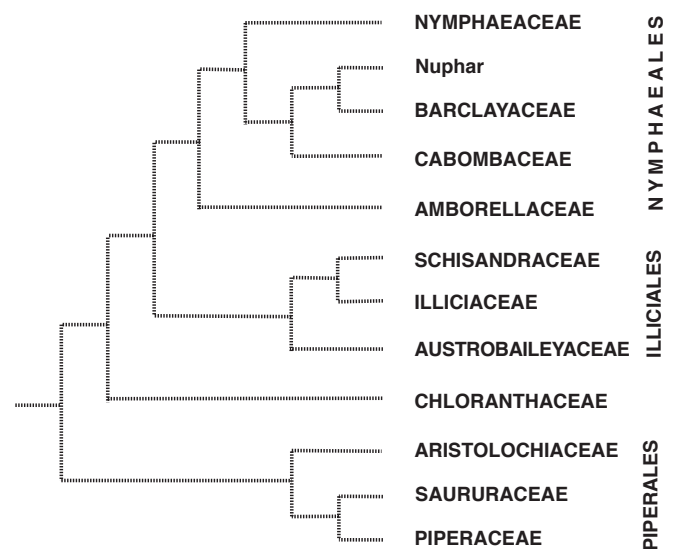 NYMPHAEACEAE
Nuphar
BARCLAYACEAE
CABOMBACEAE
AMBORELLACEAE
SCHISANDRACEAE
ILLICIACEAE
AUSTROBAILEYACEAE
CHLORANTHACEAE
ARISTOLOCHIACEAE
SAURURACEAE
PIPERACEAE
NYMPHAEALES
ILLICIALES
PIPERALES